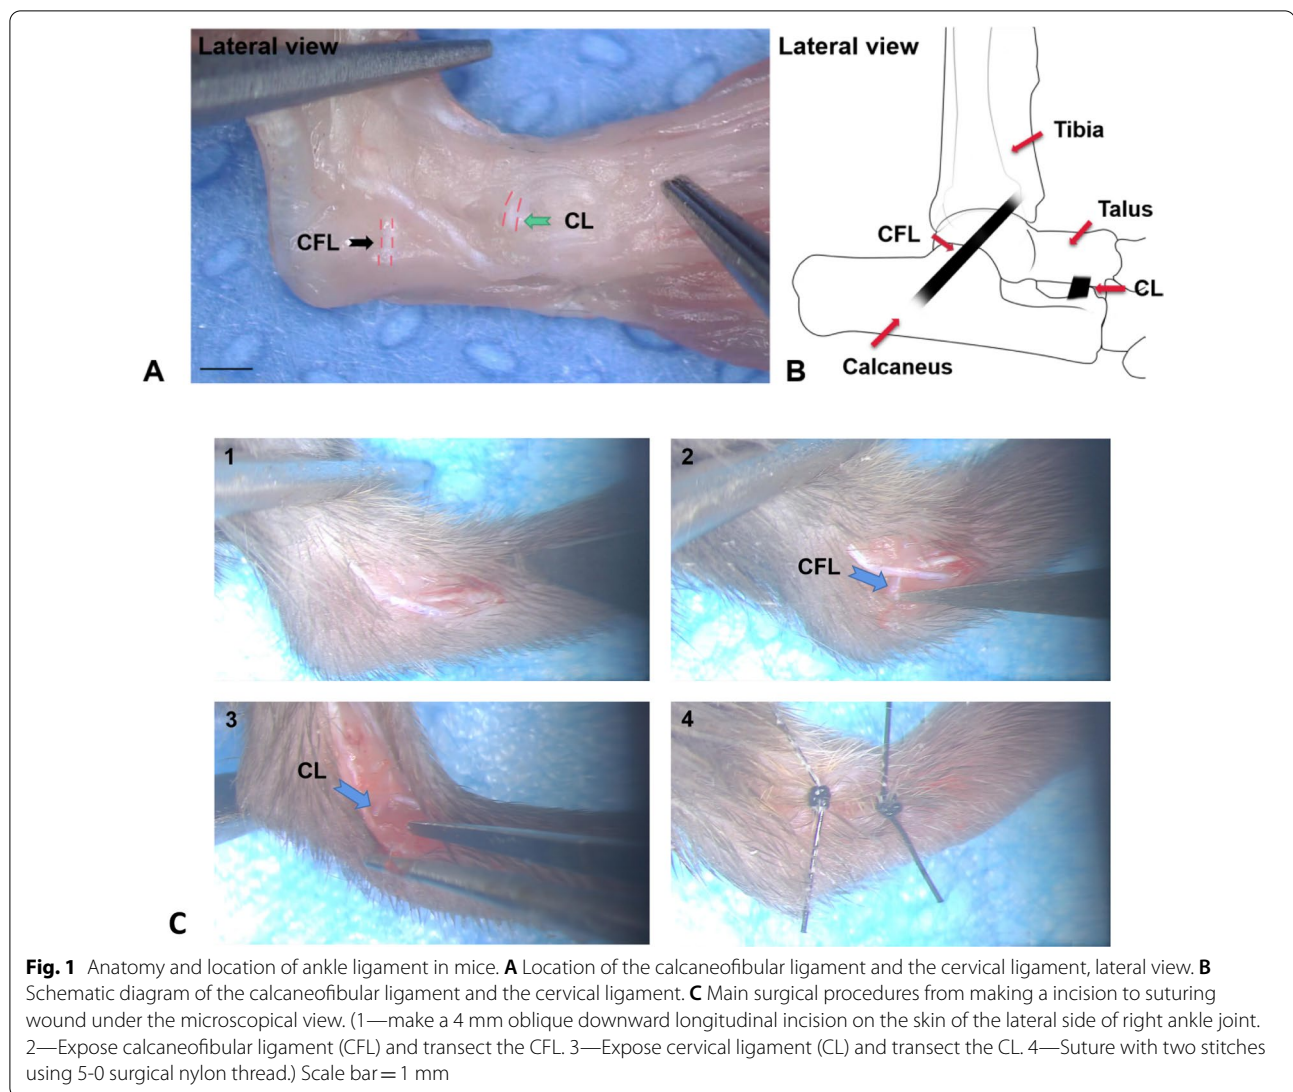 Lateral view
CFL
CL
A
Lateral view
Tibia
Talus
CFL
CL
Calcaneus
B
1
2
CFL
3
CL
4
C
Fig. 1 Anatomy and location of ankle ligament in mice. A Location of the calcaneofibular ligament and the cervical ligament, lateral view. B
Schematic diagram of the calcaneofibular ligament and the cervical ligament. C Main surgical procedures from making a incision to suturing
wound under the microscopical view. (1—make a 4 mm oblique downward longitudinal incision on the skin of the lateral side of right ankle joint.
2—Expose calcaneofibular ligament (CFL) and transect the CFL. 3—Expose cervical ligament (CL) and transect the CL. 4—Suture with two stitches
using 5-0 surgical nylon thread.) Scale bar = 1 mm